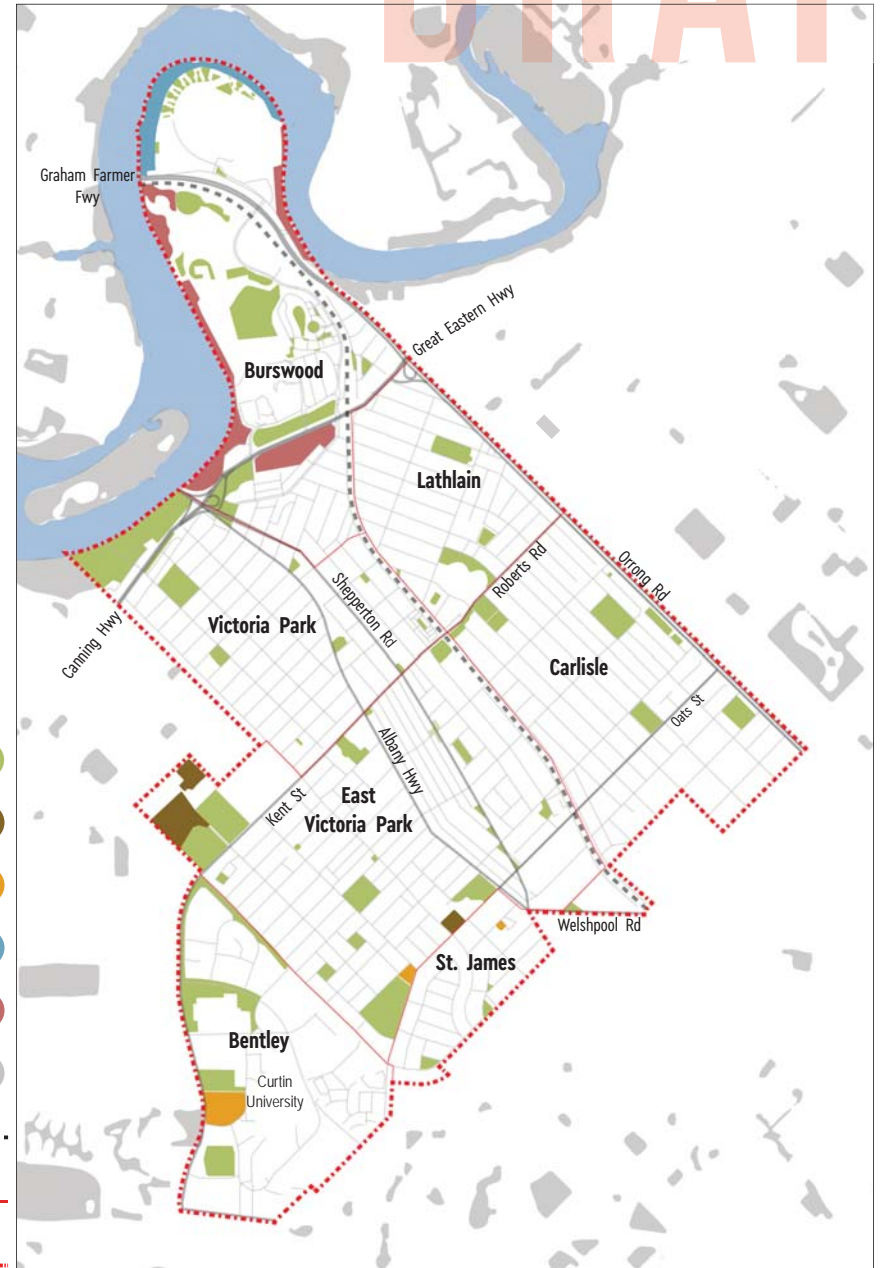 DRAFT
Graham Farmer
Fwy
Great Eastern Hwy
Burswood
Lathlain
Roberts Rd
Orrong Rd
Shepperton Rd
Victoria Park
Canning Hwy
Carlisle
Oats St
Albany Hwy
Kent St
East
Victoria Park
Welshpool Rd
St. James
Bentley
Curtin
University